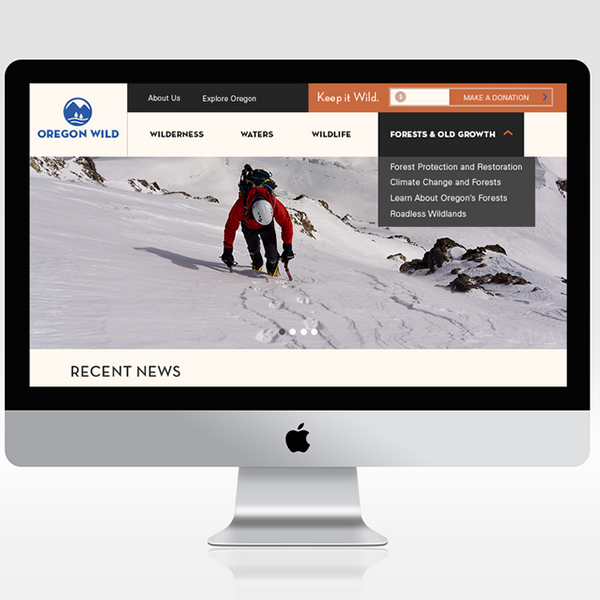 About Us
Explore Oregon
Keep it Wild.
$
MAKE A DONATION
OREGON WILD
WILDERNESS
WATERS
WILDLIFE
FORESTS & OLD GROWTH
Forest Protection and Restoration
Climate Change and Forests
Learn About Oregon's Forests
Roadless Wildlands
RECENT NEWS